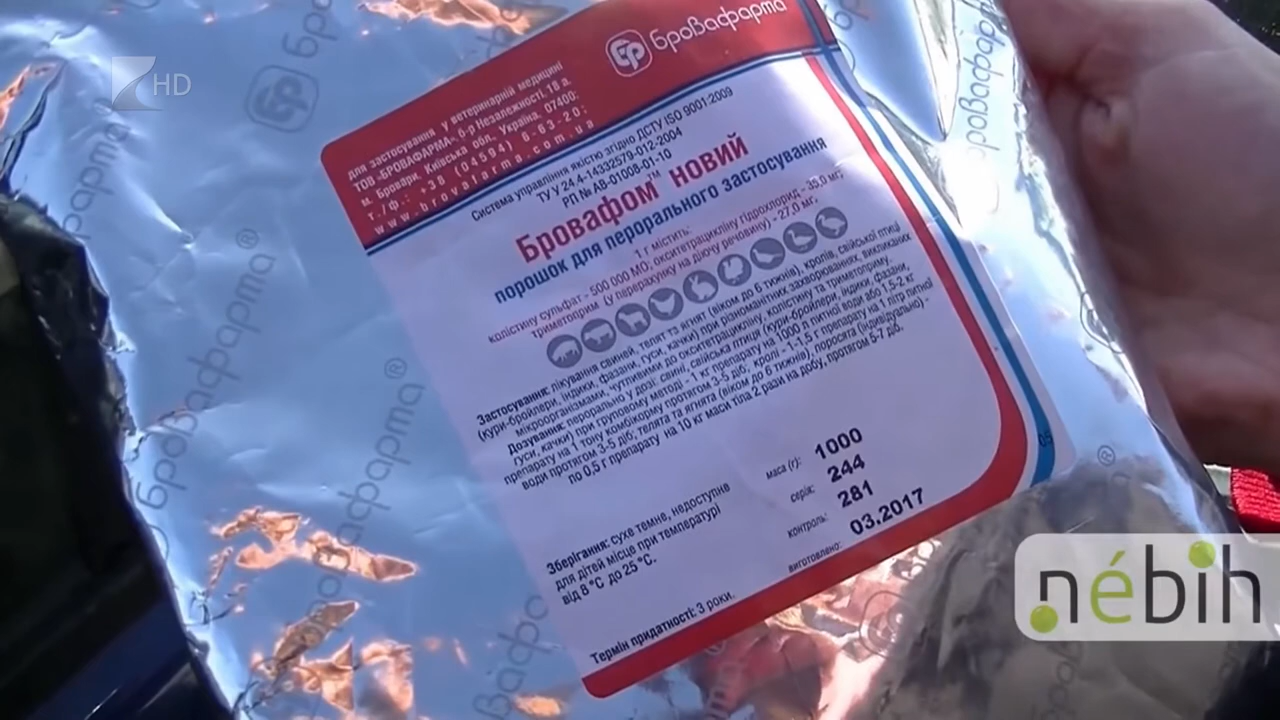 HD
бровафарма
для застосування у ветеринарній медицині
ТОВ «БРОВАФАРМА», б-р Незалежності, 18 а,
м. Бровари, Київська обл., Україна, 07400;
т./ф.: +38 (04594) 6-63-20;
www.brovafarma.com.ua
Система управління якістю згідно ДСТУ ISO 9001:2009
ТУ У 24.4-14332579-012-2004
РП № АВ-01008-01-10
Бровафом™ новий
порошок для перорального застосування
1 г містить:
колістину сульфат - 500 000 МО; окситетрацикліну гідрохлорид - 35,0 мг;
триметоприм (у перерахунку на діючу речовину) - 27,0 мг.
Застосування: лікування свиней, телят та ягнят (віком до 6 тижнів), кролів, свійської птиці
(кури-бройлери, індики, фазани, гуси, качки) при різноманітних захворюваннях, викликаних
мікроорганізмами, чутливими до окситетрацикліну, колістину та триметоприму.
Дозування: перорально у дозі: свині, свійська птиця (кури-бройлери, індики, фазани,
гуси, качки) при груповому методі - 1 кг препарату на 1000 л питної води або 1,5-2 кг
препарату на 1 тону комбікорму протягом 3-5 діб; кролі - 1-1,5 г препарату на 1 літр питної
води протягом 3-5 діб; телята та ягнята (віком до 6 тижнів), поросята (індивідуально) -
по 0,5 г препарату на 10 кг маси тіла 2 рази на добу, протягом 5-7 діб.
маса (г): 1000
серія: 244
контроль: 281
виготовлено: 03.2017
Зберігання: сухе темне, недоступне
для дітей місце при температурі
від 8 °С до 25 °С.
Термін придатності: 3 роки.
05
бровафарма®
бровафарма®
бровафарма
nébih